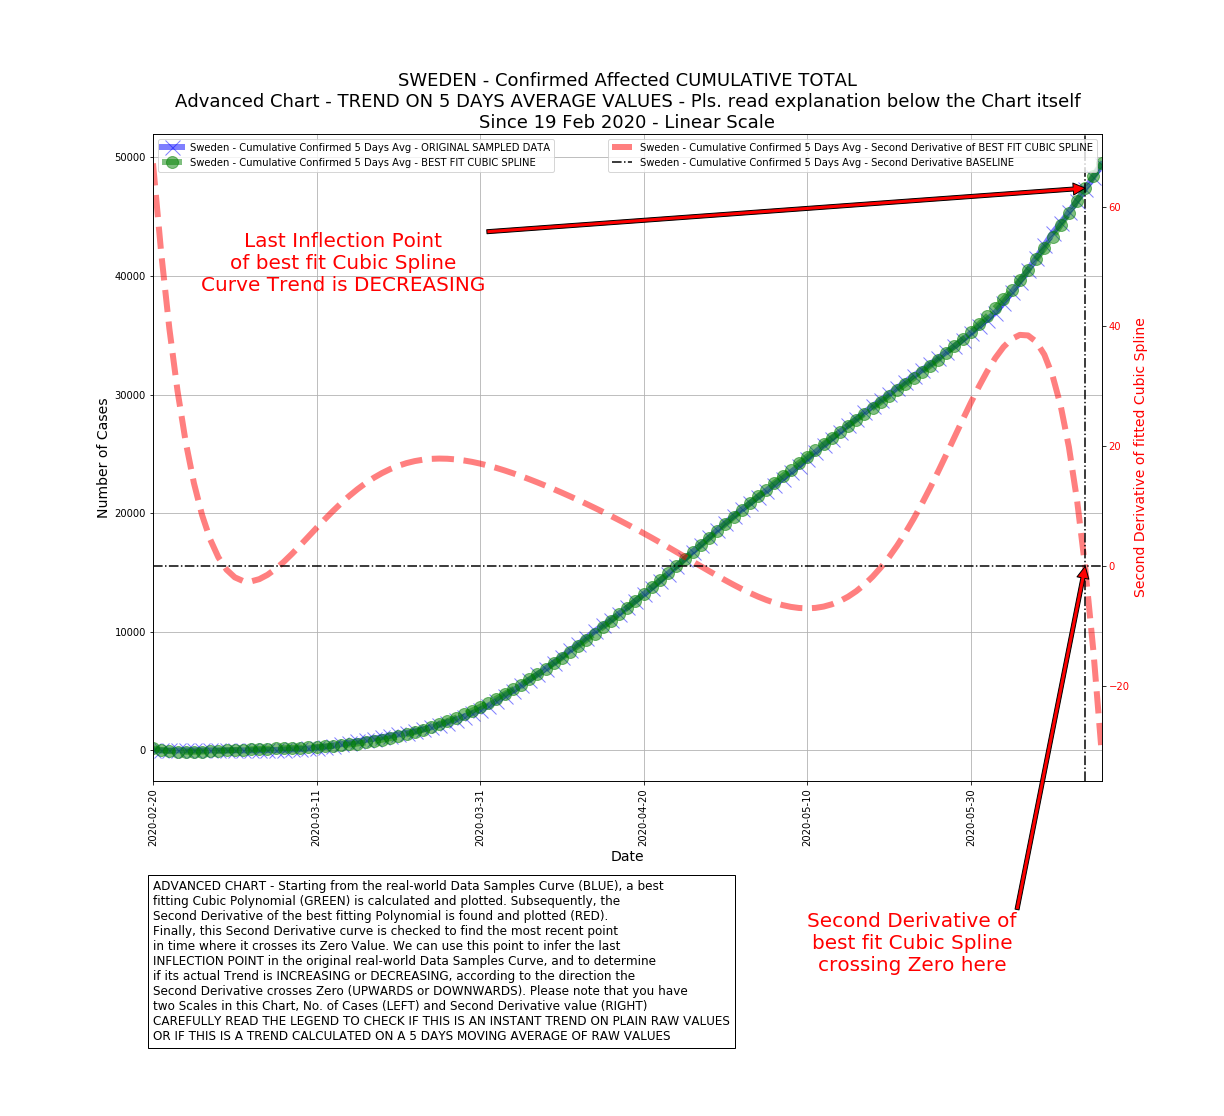 SWEDEN - Confirmed Affected CUMULATIVE TOTAL
Advanced Chart - TREND ON 5 DAYS AVERAGE VALUES - Pls. read explanation below the Chart itself
Since 19 Feb 2020 - Linear Scale
Sweden - Cumulative Confirmed 5 Days Avg - ORIGINAL SAMPLED DATA
Sweden - Cumulative Confirmed 5 Days Avg - BEST FIT CUBIC SPLINE
Sweden - Cumulative Confirmed 5 Days Avg - Second Derivative of BEST FIT CUBIC SPLINE
Sweden - Cumulative Confirmed 5 Days Avg - Second Derivative BASELINE
Last Inflection Point
of best fit Cubic Spline
Curve Trend is DECREASING
Number of Cases
50000
40000
30000
20000
10000
0
60
40
20
0
−20
Second Derivative of fitted Cubic Spline
2020-02-20
2020-03-11
2020-03-31
2020-04-20
2020-05-10
2020-05-30
Date
ADVANCED CHART - Starting from the real-world Data Samples Curve (BLUE), a best
fitting Cubic Polynomial (GREEN) is calculated and plotted. Subsequently, the
Second Derivative of the best fitting Polynomial is found and plotted (RED).
Finally, this Second Derivative curve is checked to find the most recent point
in time where it crosses its Zero Value. We can use this point to infer the last
INFLECTION POINT in the original real-world Data Samples Curve, and to determine
if its actual Trend is INCREASING or DECREASING, according to the direction the
Second Derivative crosses Zero (UPWARDS or DOWNWARDS). Please note that you have
two Scales in this Chart, No. of Cases (LEFT) and Second Derivative value (RIGHT)
CAREFULLY READ THE LEGEND TO CHECK IF THIS IS AN INSTANT TREND ON PLAIN RAW VALUES
OR IF THIS IS A TREND CALCULATED ON A 5 DAYS MOVING AVERAGE OF RAW VALUES
Second Derivative of
best fit Cubic Spline
crossing Zero here